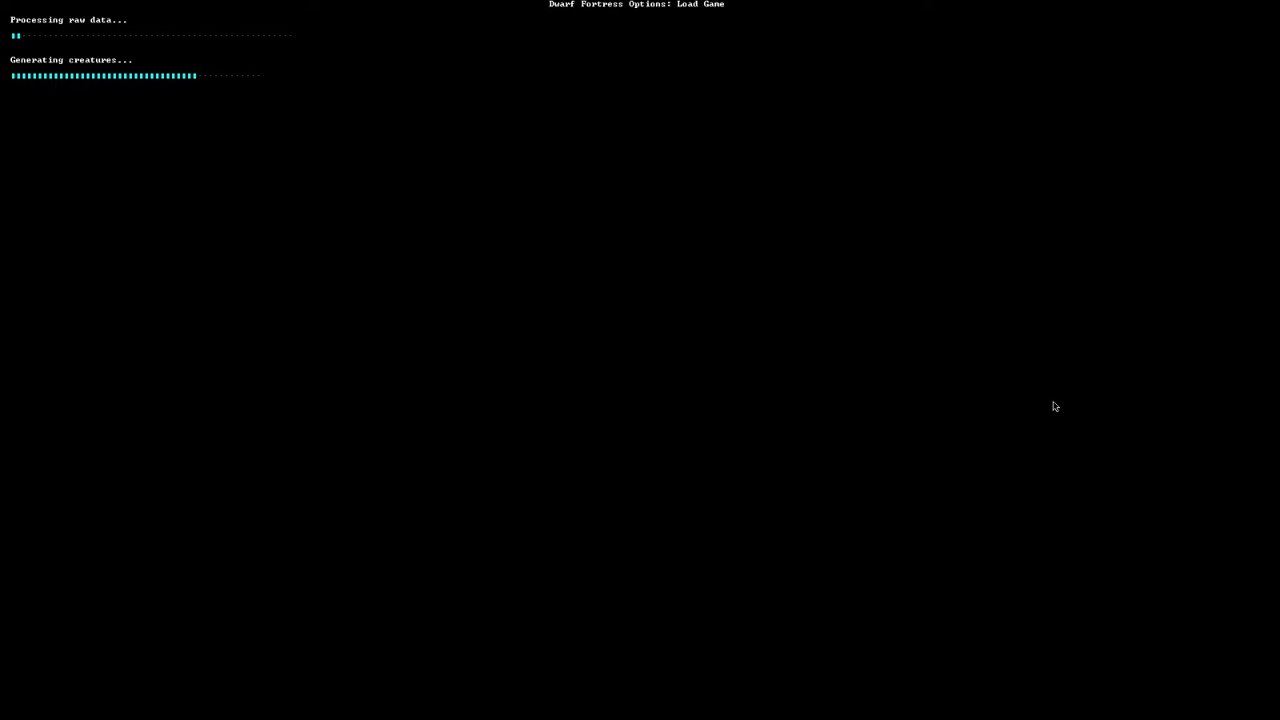 Dwarf Fortress Options: Load Game
Processing raw data...
Generating creatures...